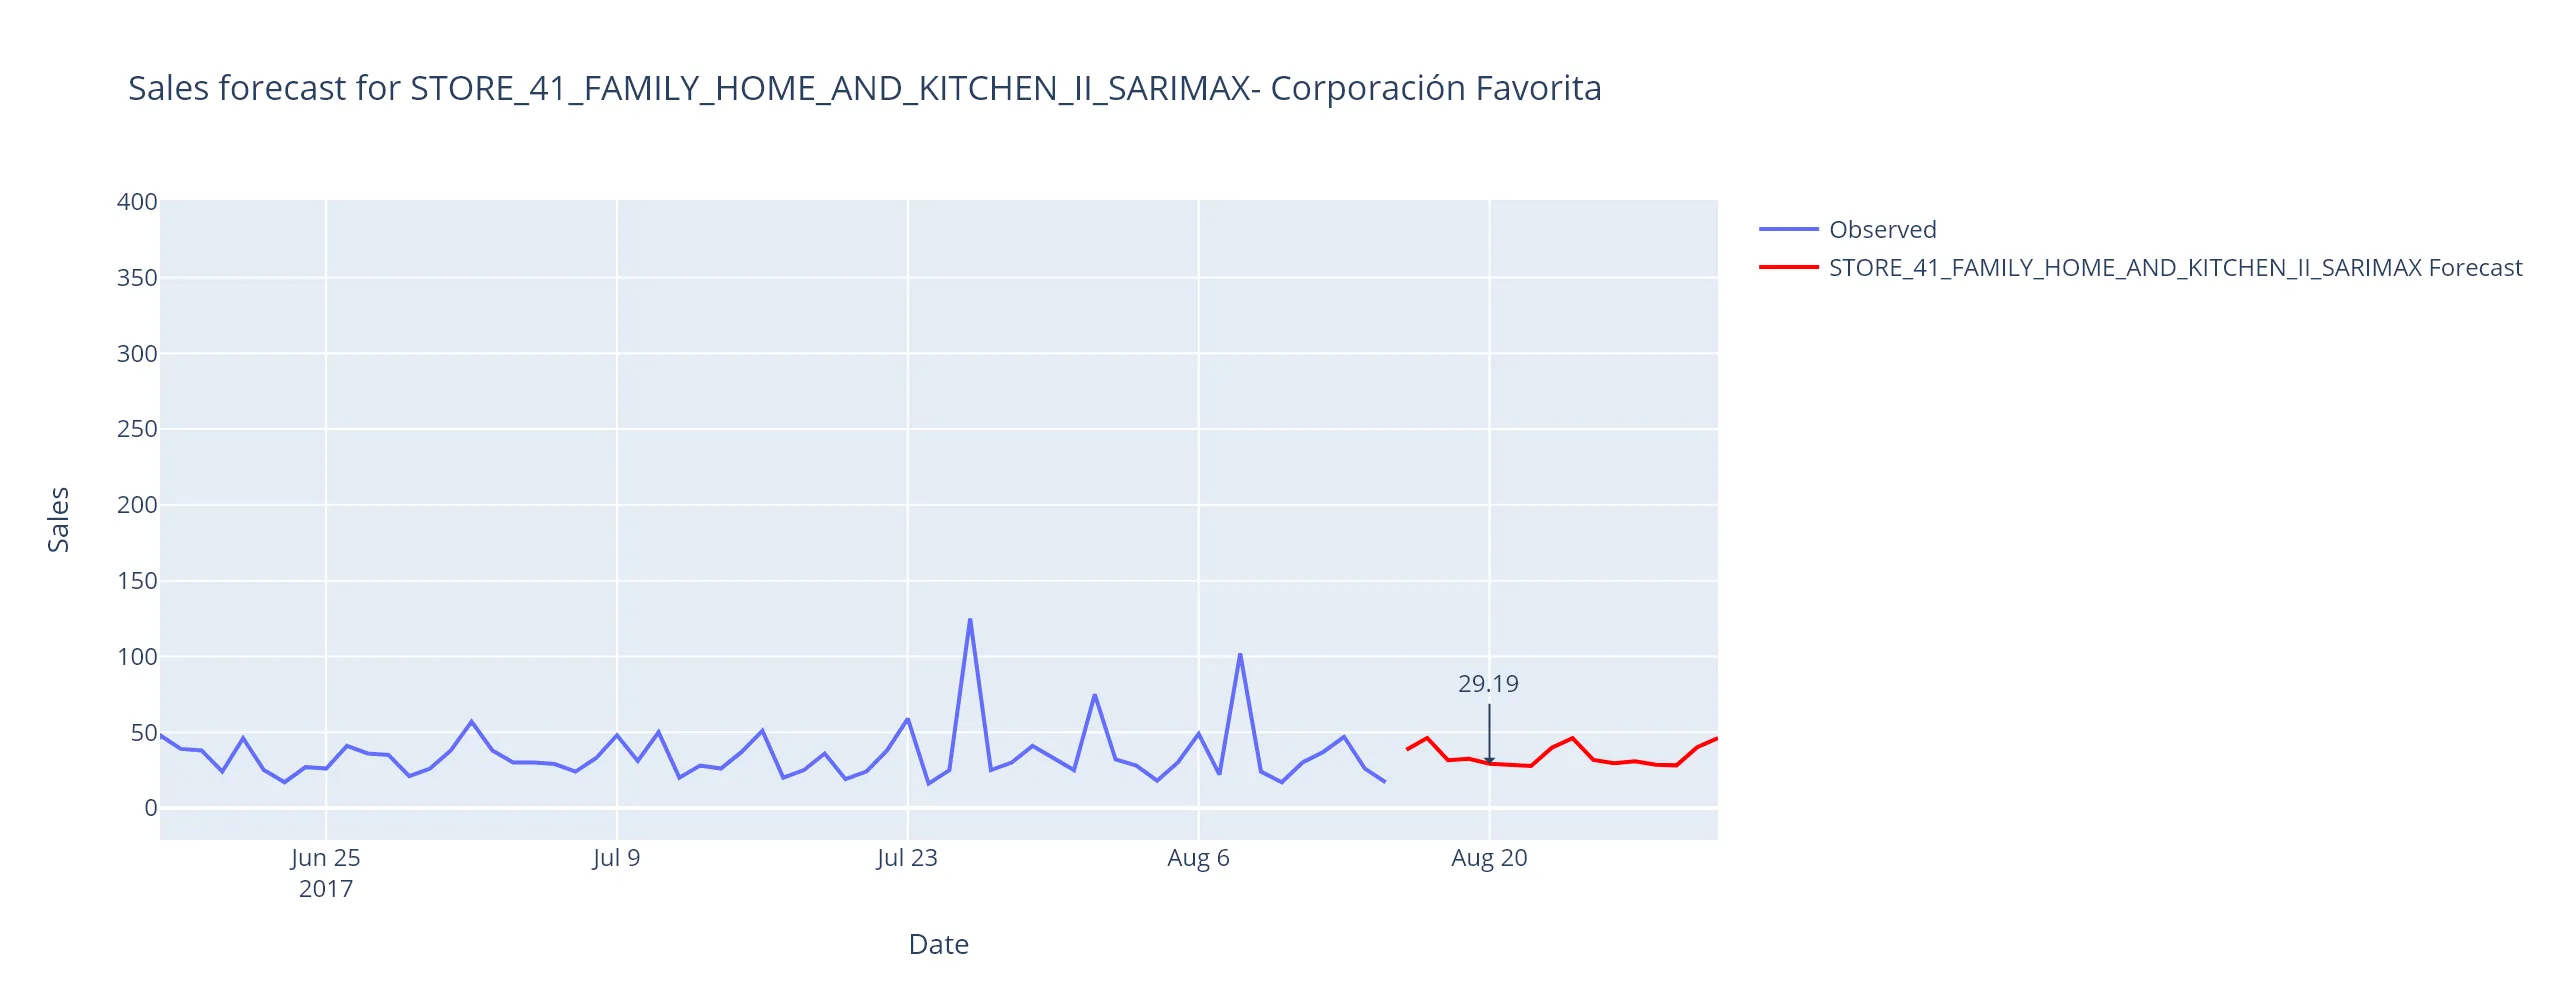 Sales forecast for STORE_41_FAMILY_HOME_AND_KITCHEN_II_SARIMAX- Corporación Favorita
400
350
300
250
200
150
100
50
0
Sales
29.19
Jun 25
2017
Jul 9
Jul 23
Aug 6
Aug 20
Date
Observed
STORE_41_FAMILY_HOME_AND_KITCHEN_II_SARIMAX Forecast